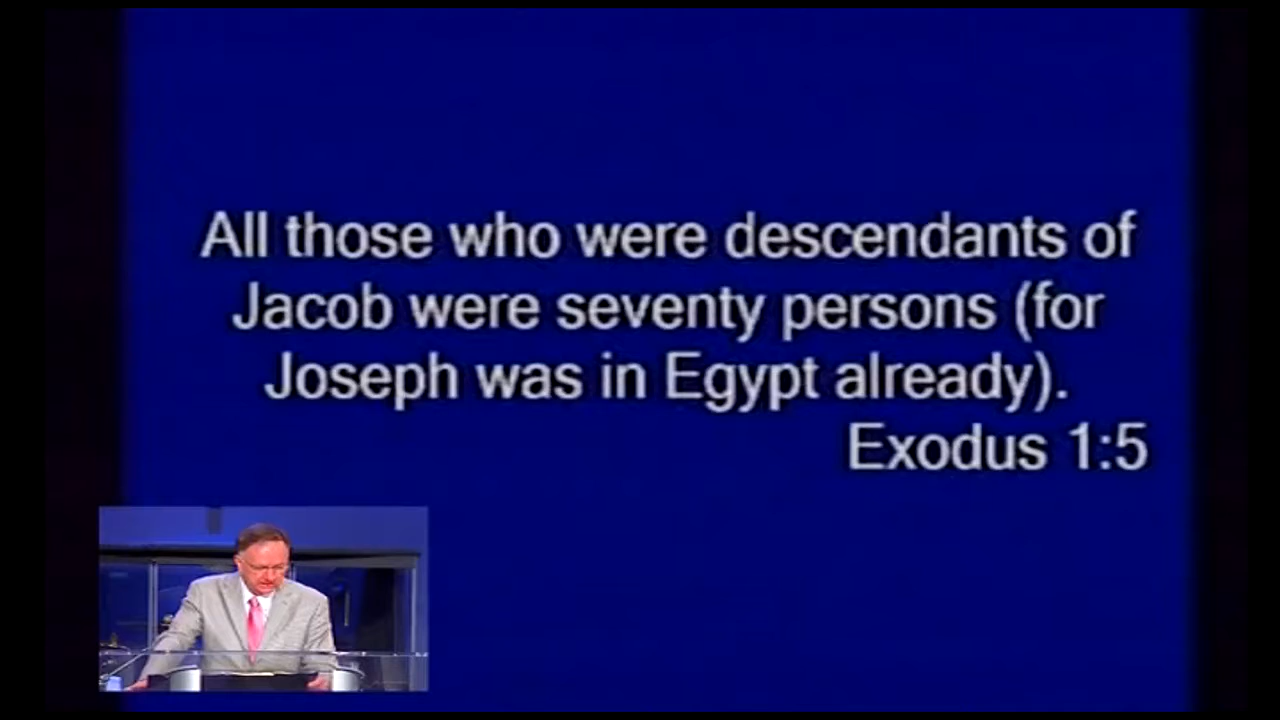 All those who were descendants of
Jacob were seventy persons (for
Joseph was in Egypt already).
Exodus 1:5